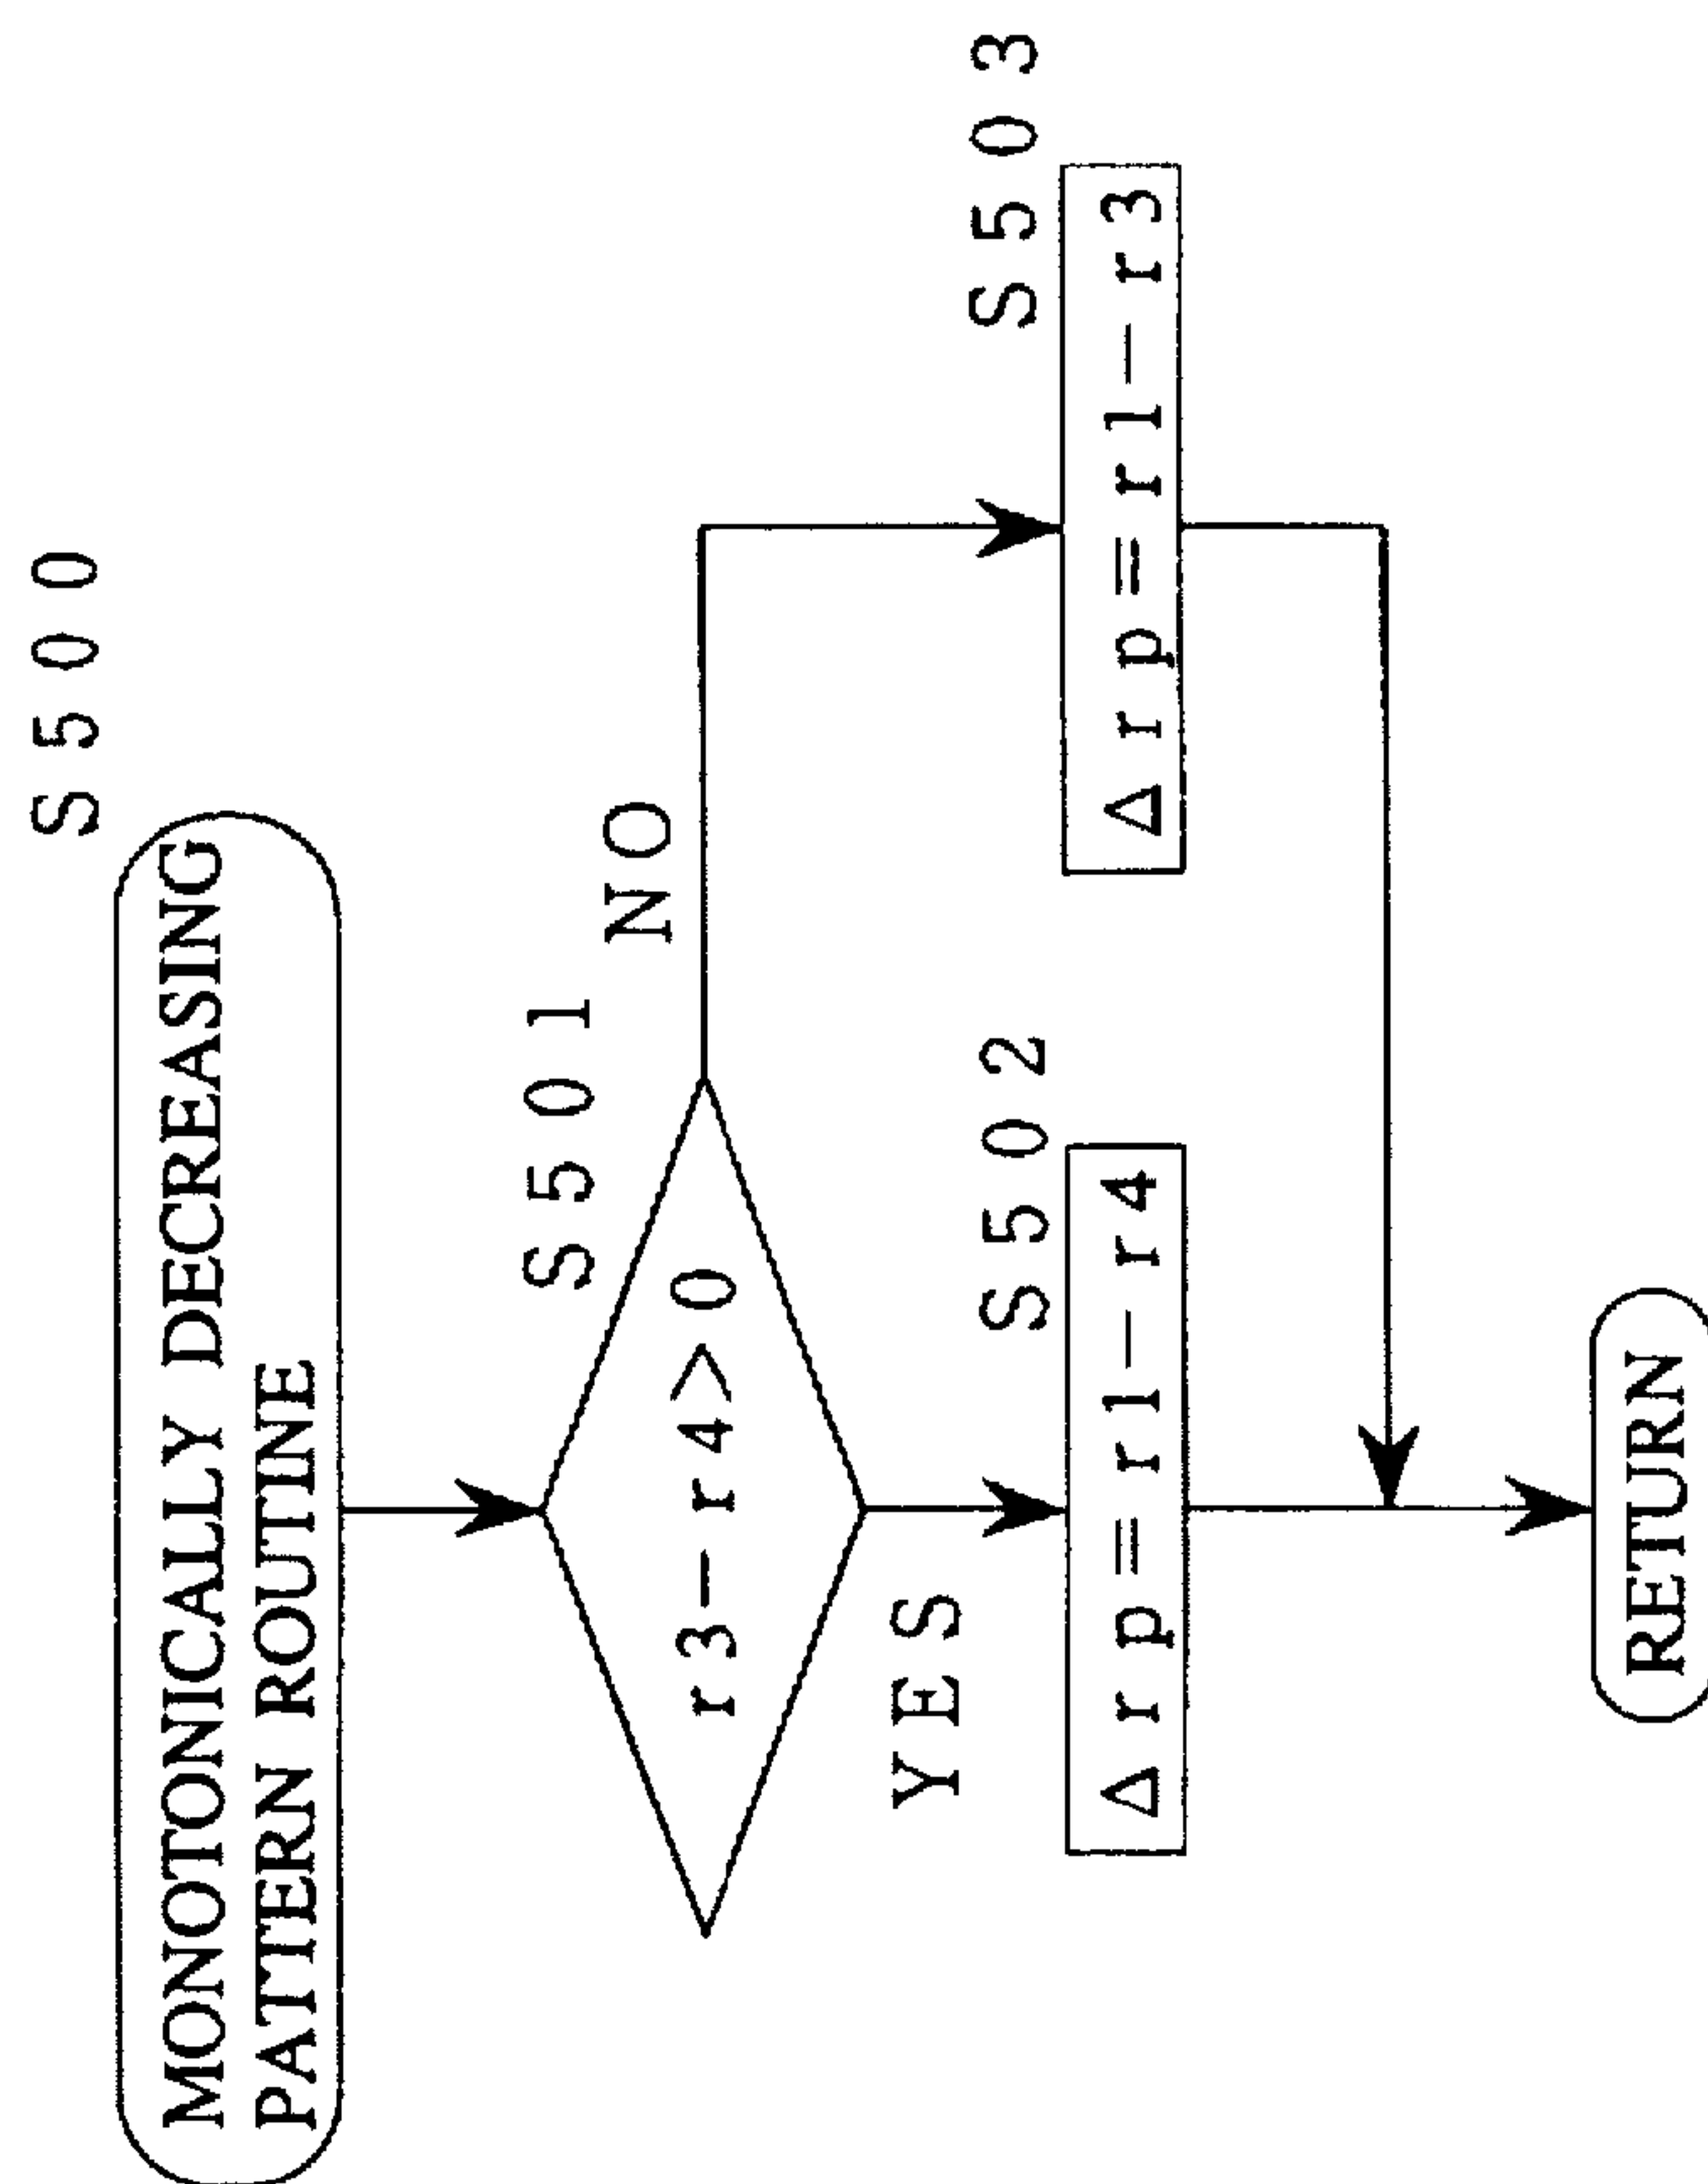 S500
MONOTONICALLY DECREASING
PATTERN ROUTINE
S501
r3-r4>0
NO
YES
S502
Δrp=r1-r4
S503
Δrp=r1-r3
RETURN